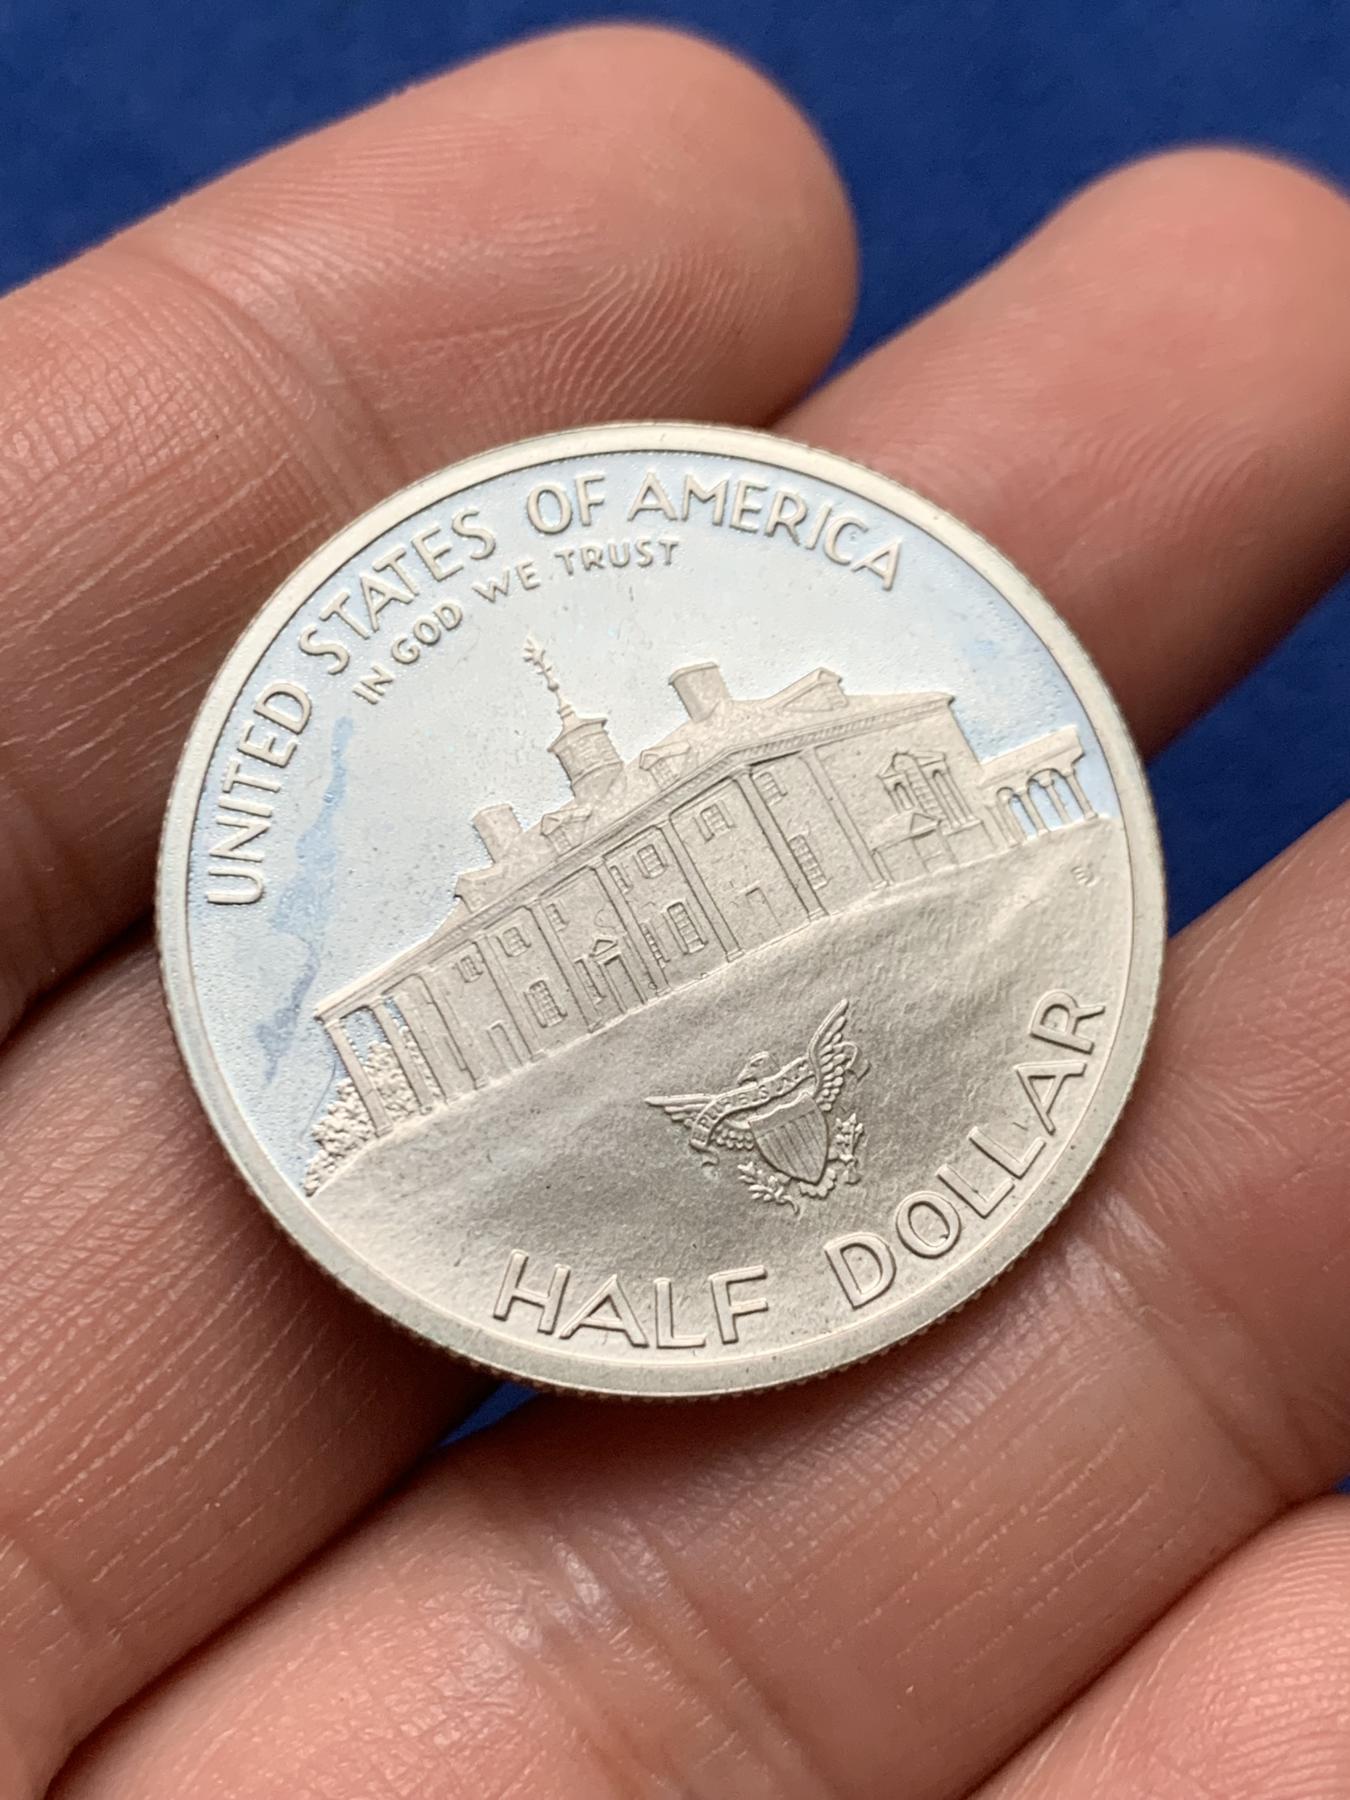 UNITED STATES OF AMERICA
IN GOD WE TRUST
HALF DOLLAR